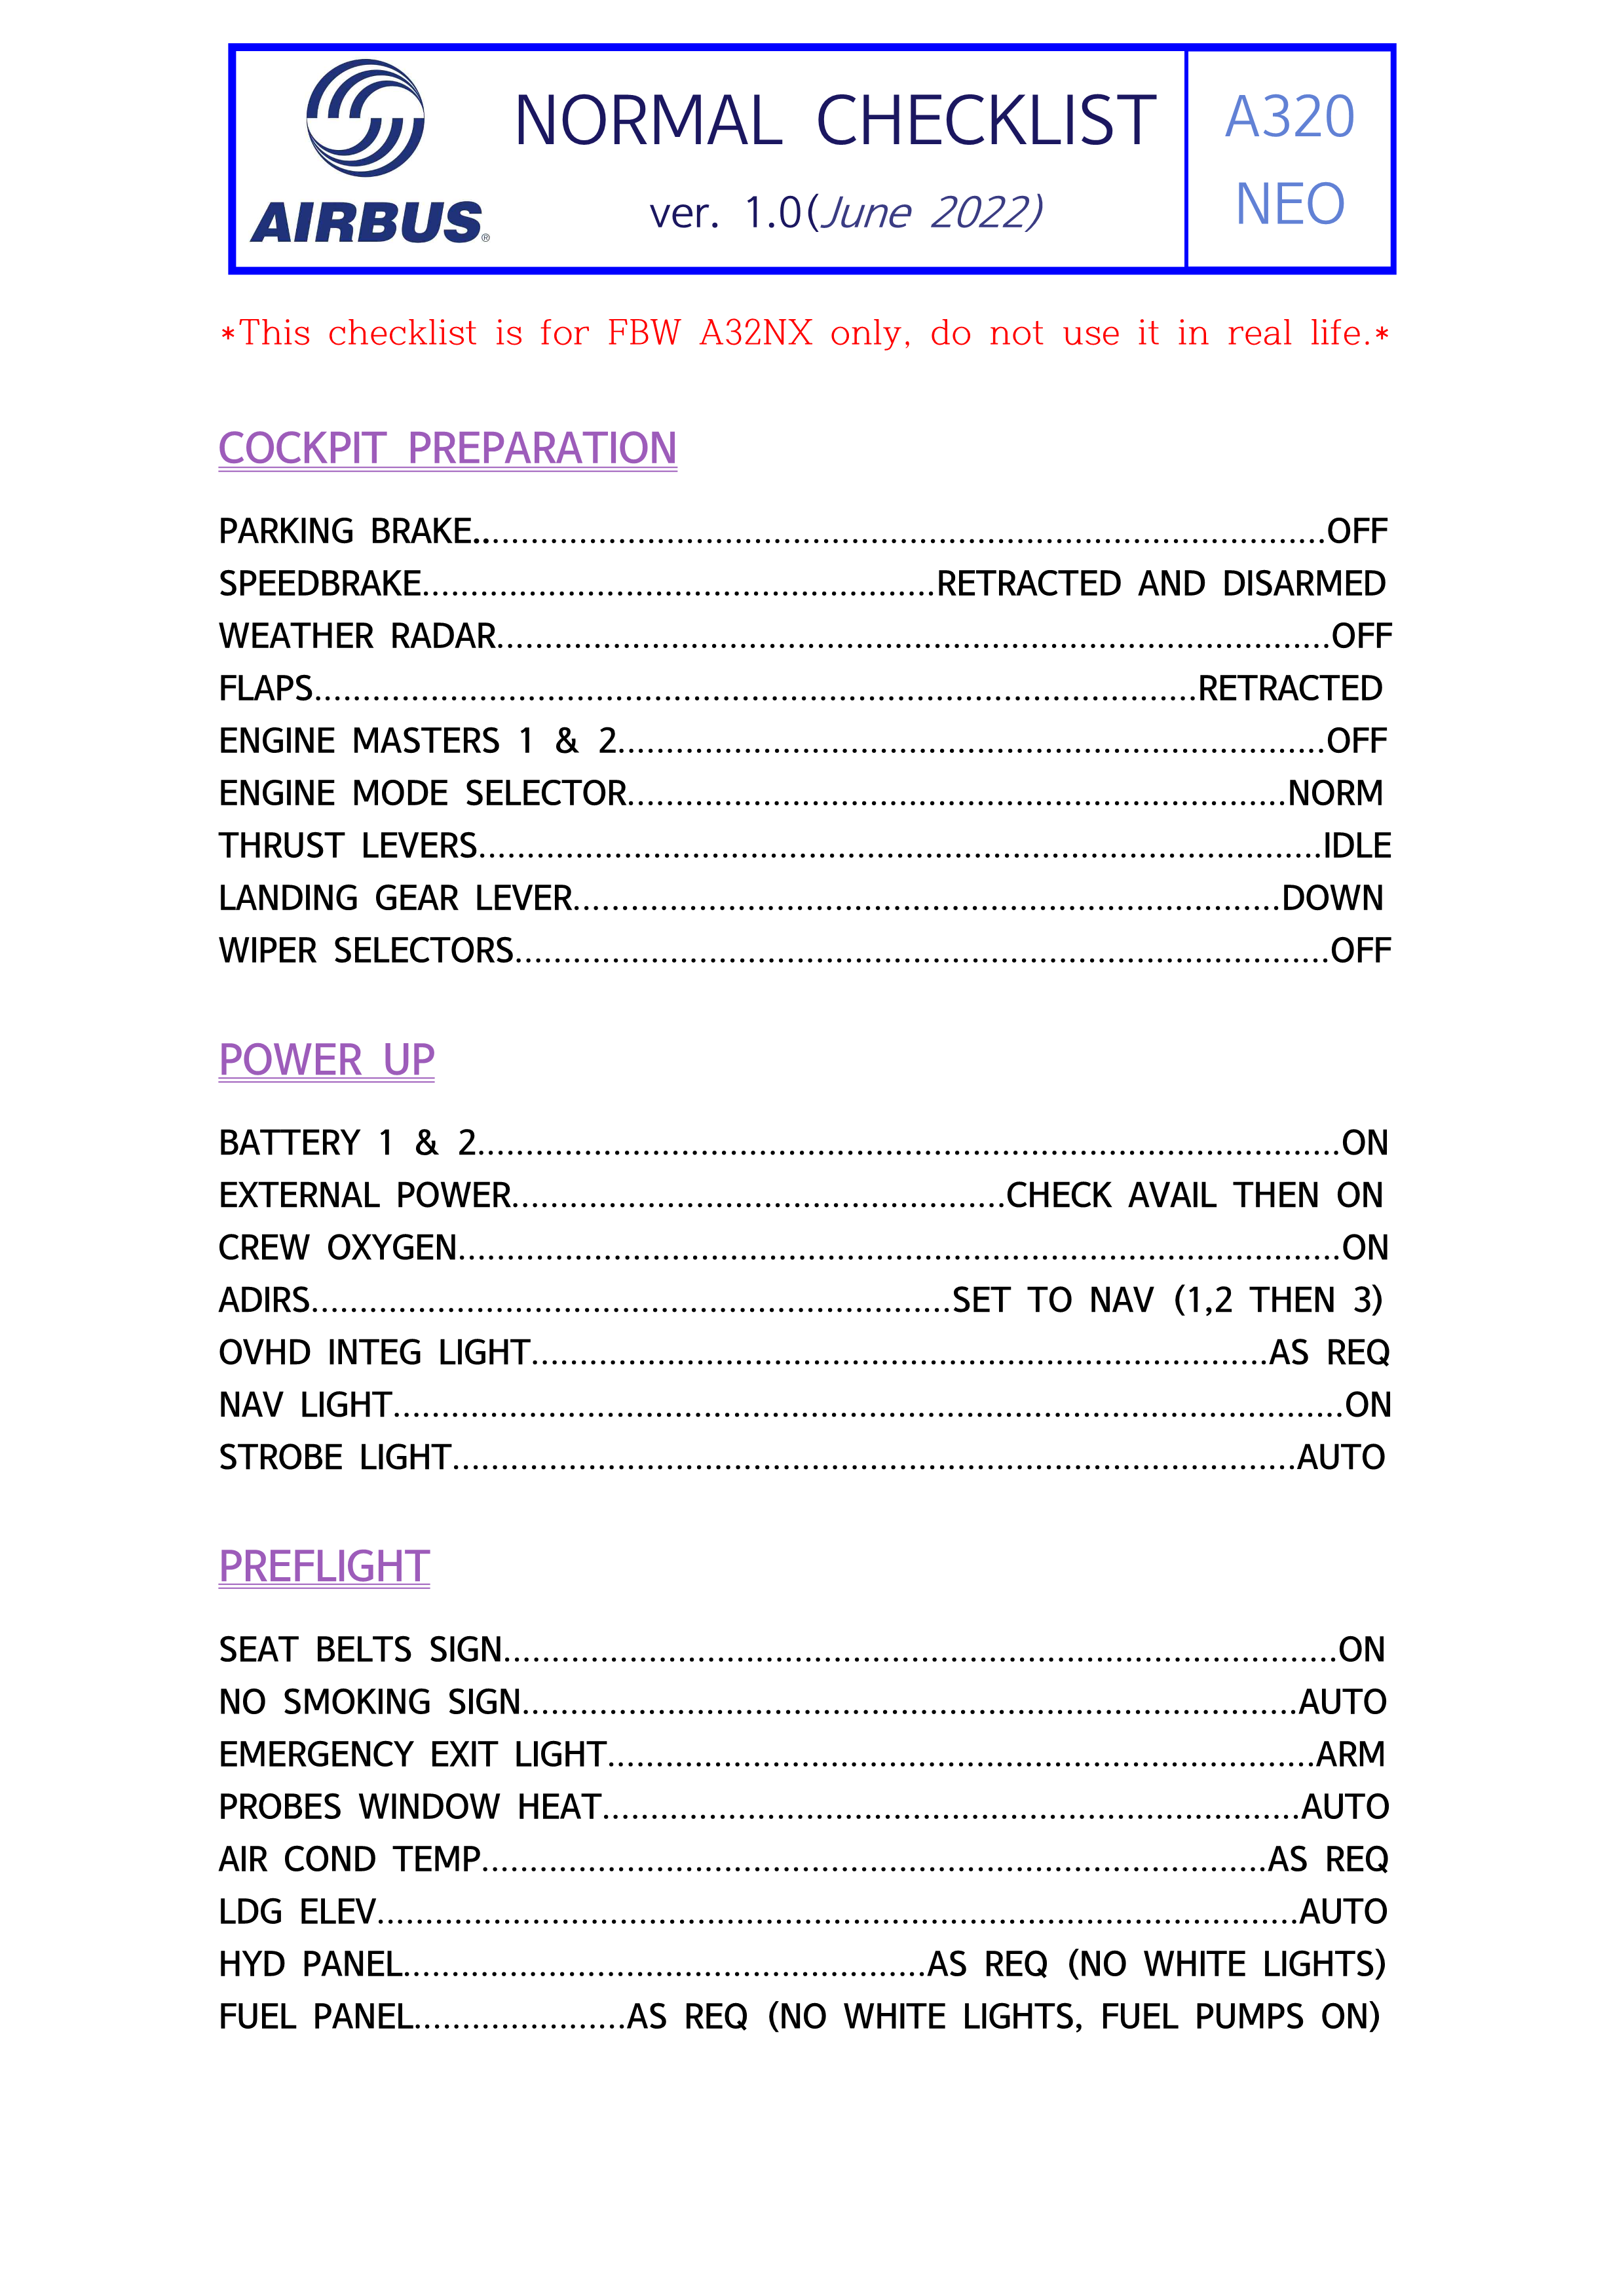 NORMAL CHECKLIST
ver. 1.0(June 2022)
AIRBUS®
A320
NEO
*This checklist is for FBW A32NX only, do not use it in real life.*
COCKPIT PREPARATION
PARKING BRAKE........................................................................................OFF
SPEEDBRAKE.....................................................RETRACTED AND DISARMED
WEATHER RADAR......................................................................................OFF
FLAPS...........................................................................................RETRACTED
ENGINE MASTERS 1 & 2.........................................................................OFF
ENGINE MODE SELECTOR....................................................................NORM
THRUST LEVERS.......................................................................................IDLE
LANDING GEAR LEVER.........................................................................DOWN
WIPER SELECTORS....................................................................................OFF
POWER UP
BATTERY 1 & 2.........................................................................................ON
EXTERNAL POWER...................................................CHECK AVAIL THEN ON
CREW OXYGEN...........................................................................................ON
ADIRS..................................................................SET TO NAV (1,2 THEN 3)
OVHD INTEG LIGHT............................................................................AS REQ
NAV LIGHT..................................................................................................ON
STROBE LIGHT.......................................................................................AUTO
PREFLIGHT
SEAT BELTS SIGN......................................................................................ON
NO SMOKING SIGN................................................................................AUTO
EMERGENCY EXIT LIGHT.........................................................................ARM
PROBES WINDOW HEAT........................................................................AUTO
AIR COND TEMP.................................................................................AS REQ
LDG ELEV...............................................................................................AUTO
HYD PANEL......................................................AS REQ (NO WHITE LIGHTS)
FUEL PANEL......................AS REQ (NO WHITE LIGHTS, FUEL PUMPS ON)